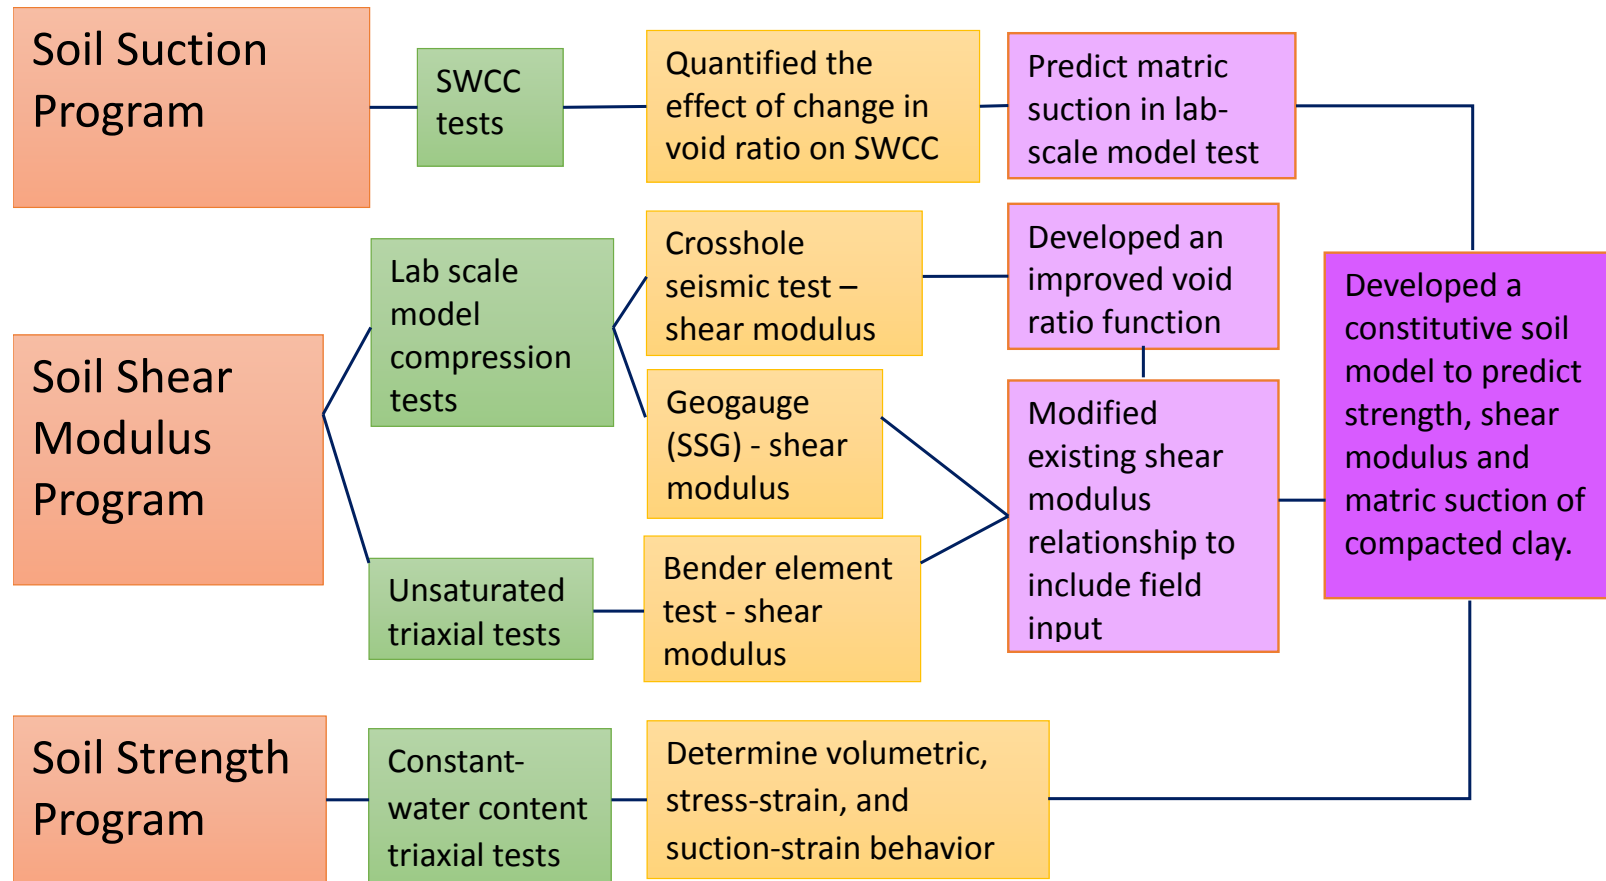 Soil Suction
Program
SWCC
tests
Quantified the
effect of change in
void ratio on SWCC
Predict matric
suction in lab-
scale model test
Soil Shear
Modulus
Program
Lab scale
model
compression
tests
Crosshole
seismic test –
shear modulus
Developed an
improved void
ratio function
Geogauge
(SSG) - shear
modulus
Unsaturated
triaxial tests
Bender element
test - shear
modulus
Modified
existing shear
modulus
relationship to
include field
input
Developed a
constitutive soil
model to predict
strength, shear
modulus and
matric suction of
compacted clay.
Soil Strength
Program
Constant-
water content
triaxial tests
Determine volumetric,
stress-strain, and
suction-strain behavior